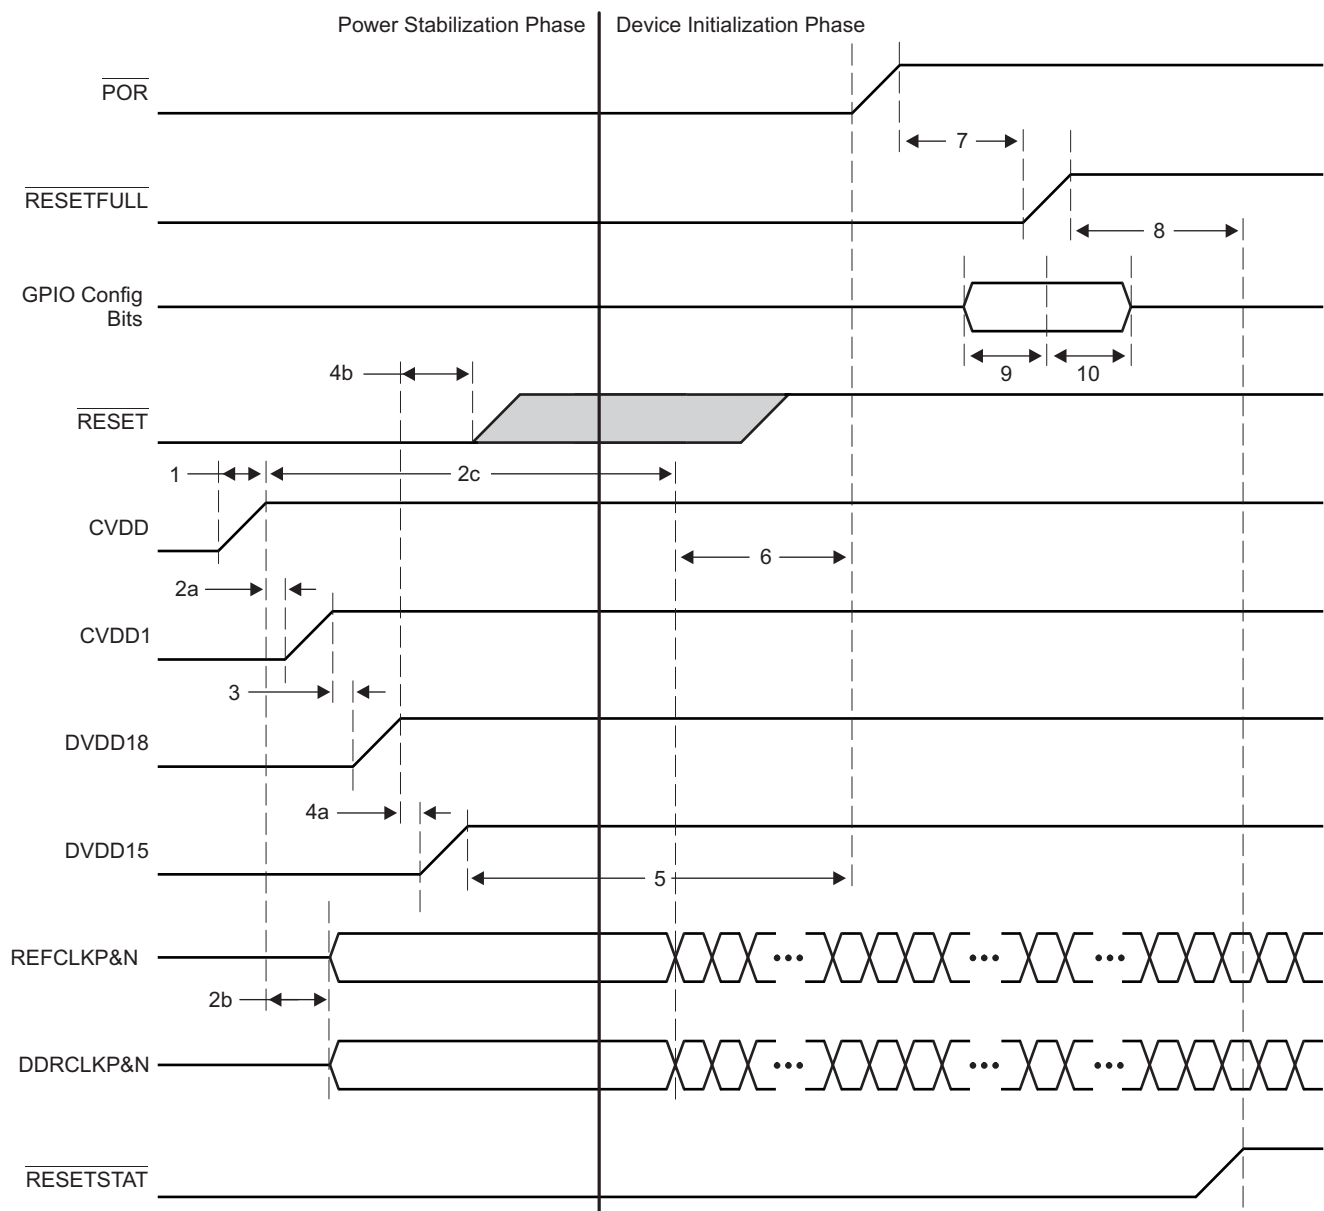 Power Stabilization Phase
Device Initialization Phase
POR
7
RESETFULL
8
GPIO Config
Bits
9
10
4b
RESET
1
2c
CVDD
6
2a
CVDD1
3
DVDD18
4a
DVDD15
5
REFCLKP&N
2b
DDRCLKP&N
RESETSTAT